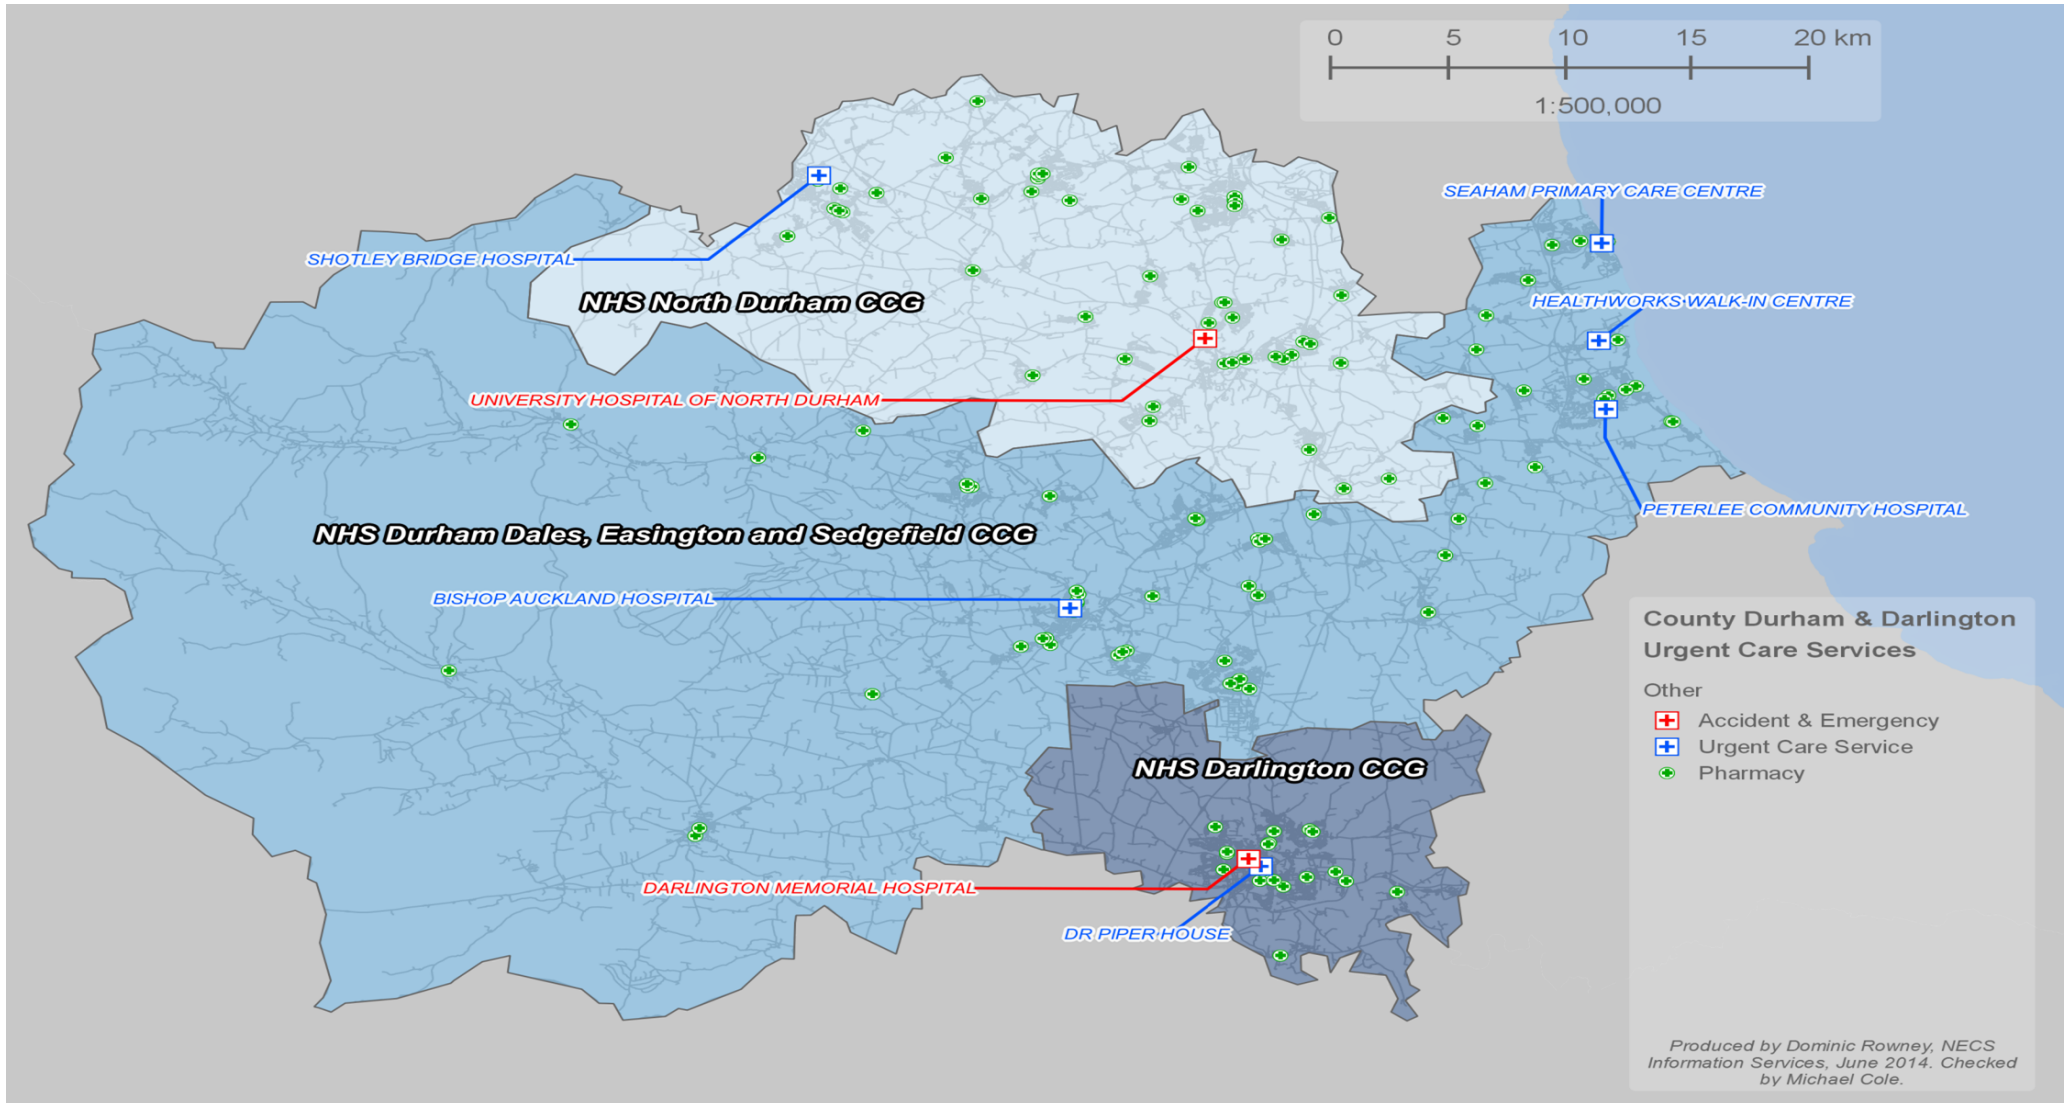 0 5 10 15 20 km
1:500,000
SEAHAM PRIMARY CARE CENTRE
SHOTLEY BRIDGE HOSPITAL
NHS North Durham CCG
HEALTHWORKS WALK-IN CENTRE
UNIVERSITY HOSPITAL OF NORTH DURHAM
PETERLEE COMMUNITY HOSPITAL
NHS Durham Dales, Easington and Sedgefield CCG
BISHOP AUCKLAND HOSPITAL
NHS Darlington CCG
DARLINGTON MEMORIAL HOSPITAL
DR PIPER HOUSE
County Durham & Darlington
Urgent Care Services
Other
Accident & Emergency
Urgent Care Service
Pharmacy
Produced by Dominic Rowney, NECS
Information Services, June 2014. Checked
by Michael Cole.